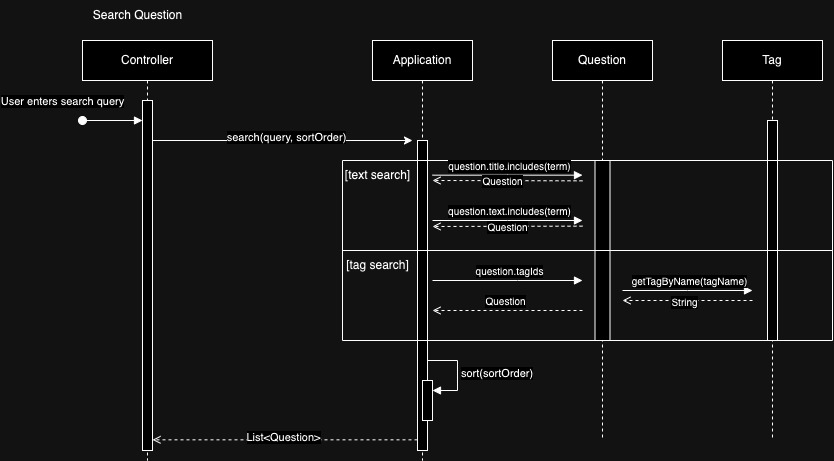 Search Question
Controller
Application
Question
Tag
User enters search query
search(query, sortOrder)
[text search]
question.title.includes(term)
Question
question.text.includes(term)
Question
[tag search]
question.tagIds
getTagByName(tagName)
Question
String
sort(sortOrder)
List<Question>